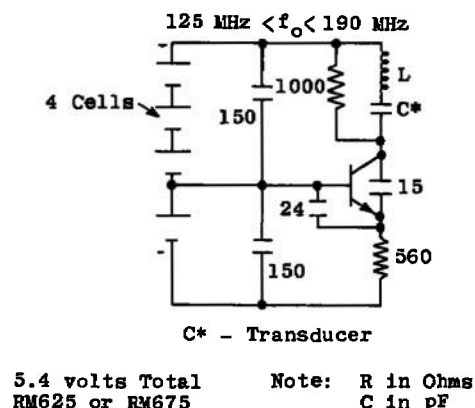 125 MHz <fo< 190 MHz
L
1000
C*
4 Cells
150
15
24
560
150
C* - Transducer
5.4 volts Total Note: R in Ohms
RM625 or RM675 C in pF